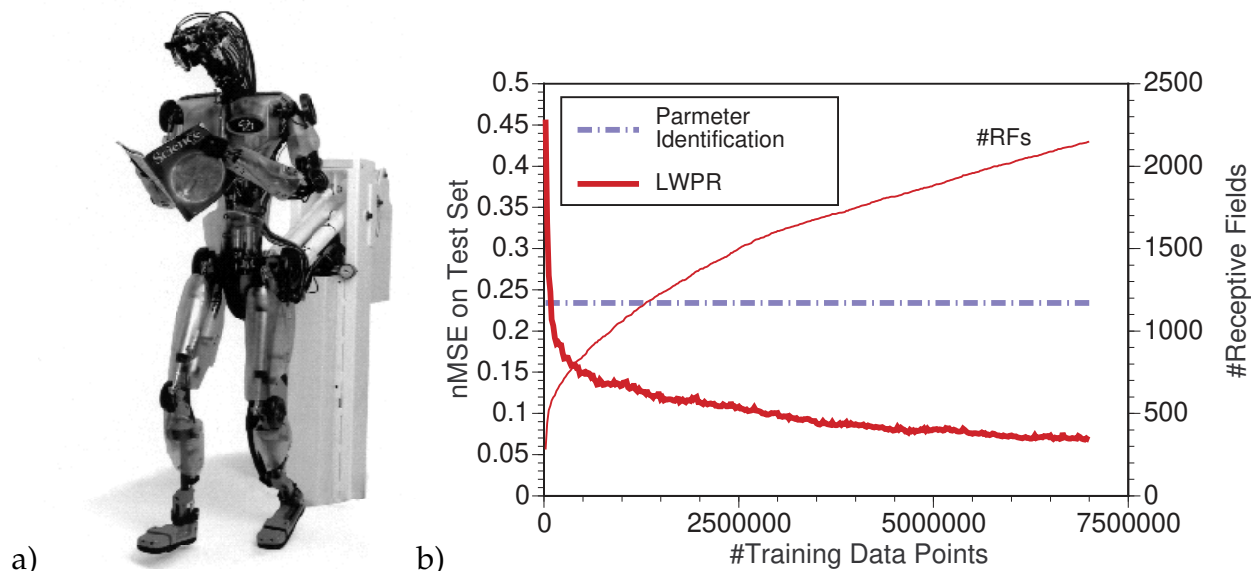 Science
a)
b)
nMSE on Test Set
0.5
0.45
0.4
0.35
0.3
0.25
0.2
0.15
0.1
0.05
0
Parmeter
Identification
LWPR
#RFs
2500
2000
1500
1000
500
0
#Receptive Fields
0
2500000
5000000
7500000
#Training Data Points